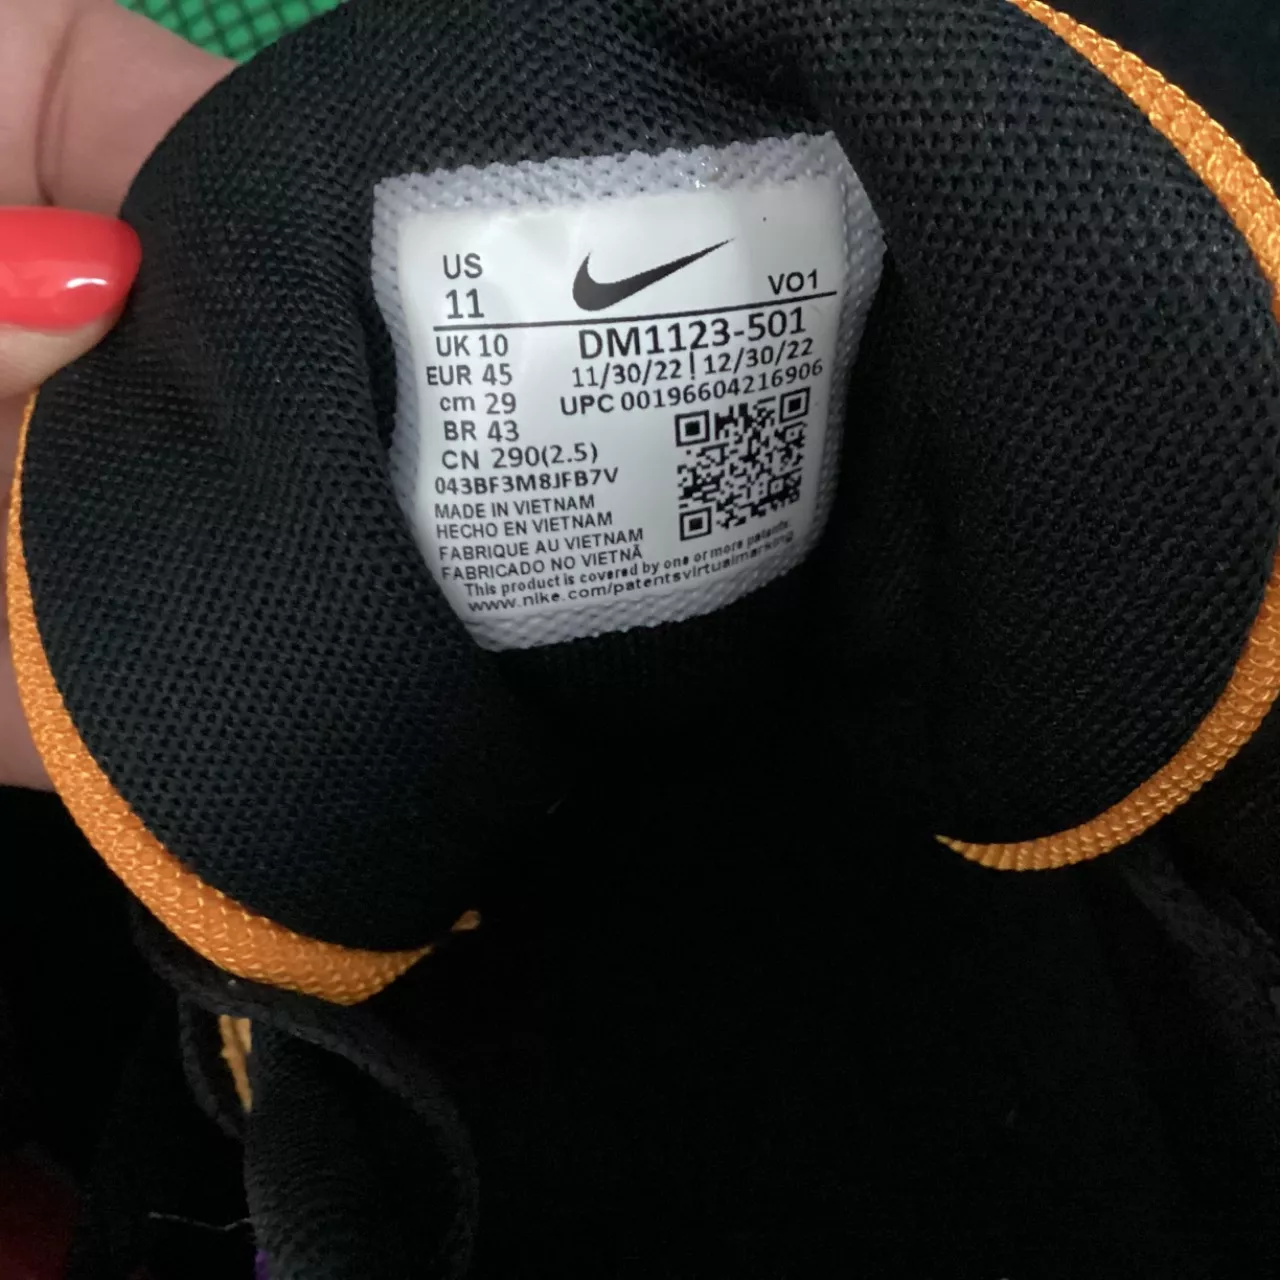 US
11
VO1
UK 10
DM1123-501
EUR 45
11/30/22 | 12/30/22
cm 29
UPC 00196604216906
BR 43
CN 290(2.5)
043BF3M8JFB7V
MADE IN VIETNAM
HECHO EN VIETNAM
FABRIQUE AU VIETNAM
FABRICADO NO VIETNÃ
This product is covered by one or more patents:
www.nike.com/patentsvirtualmarking